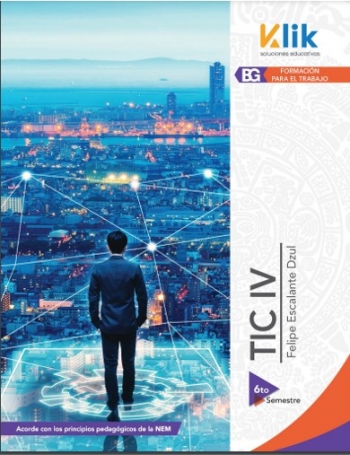 Klik
soluciones educativas
BG
FORMACIÓN
PARA EL TRABAJO
TIC IV
Felipe Escalante Dzul
6to
Semestre
Acorde con los principios pedagógicos de la NEM